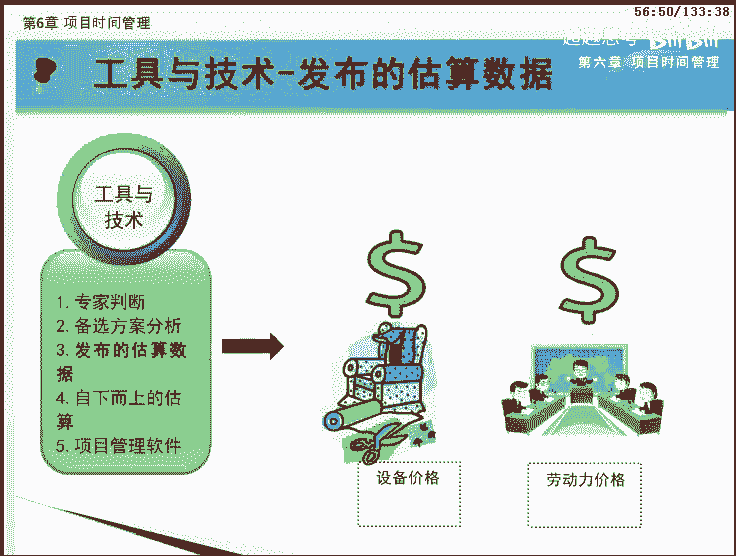 第6章 项目时间管理
56:50/133:38
bilibili
第六章 项目时间管理
工具与技术-发布的估算数据
工具与
技术
1. 专家判断
2. 备选方案分析
3. 发布的估算数
据
4. 自下而上的估
算
5. 项目管理软件
$
$
设备价格
劳动力价格